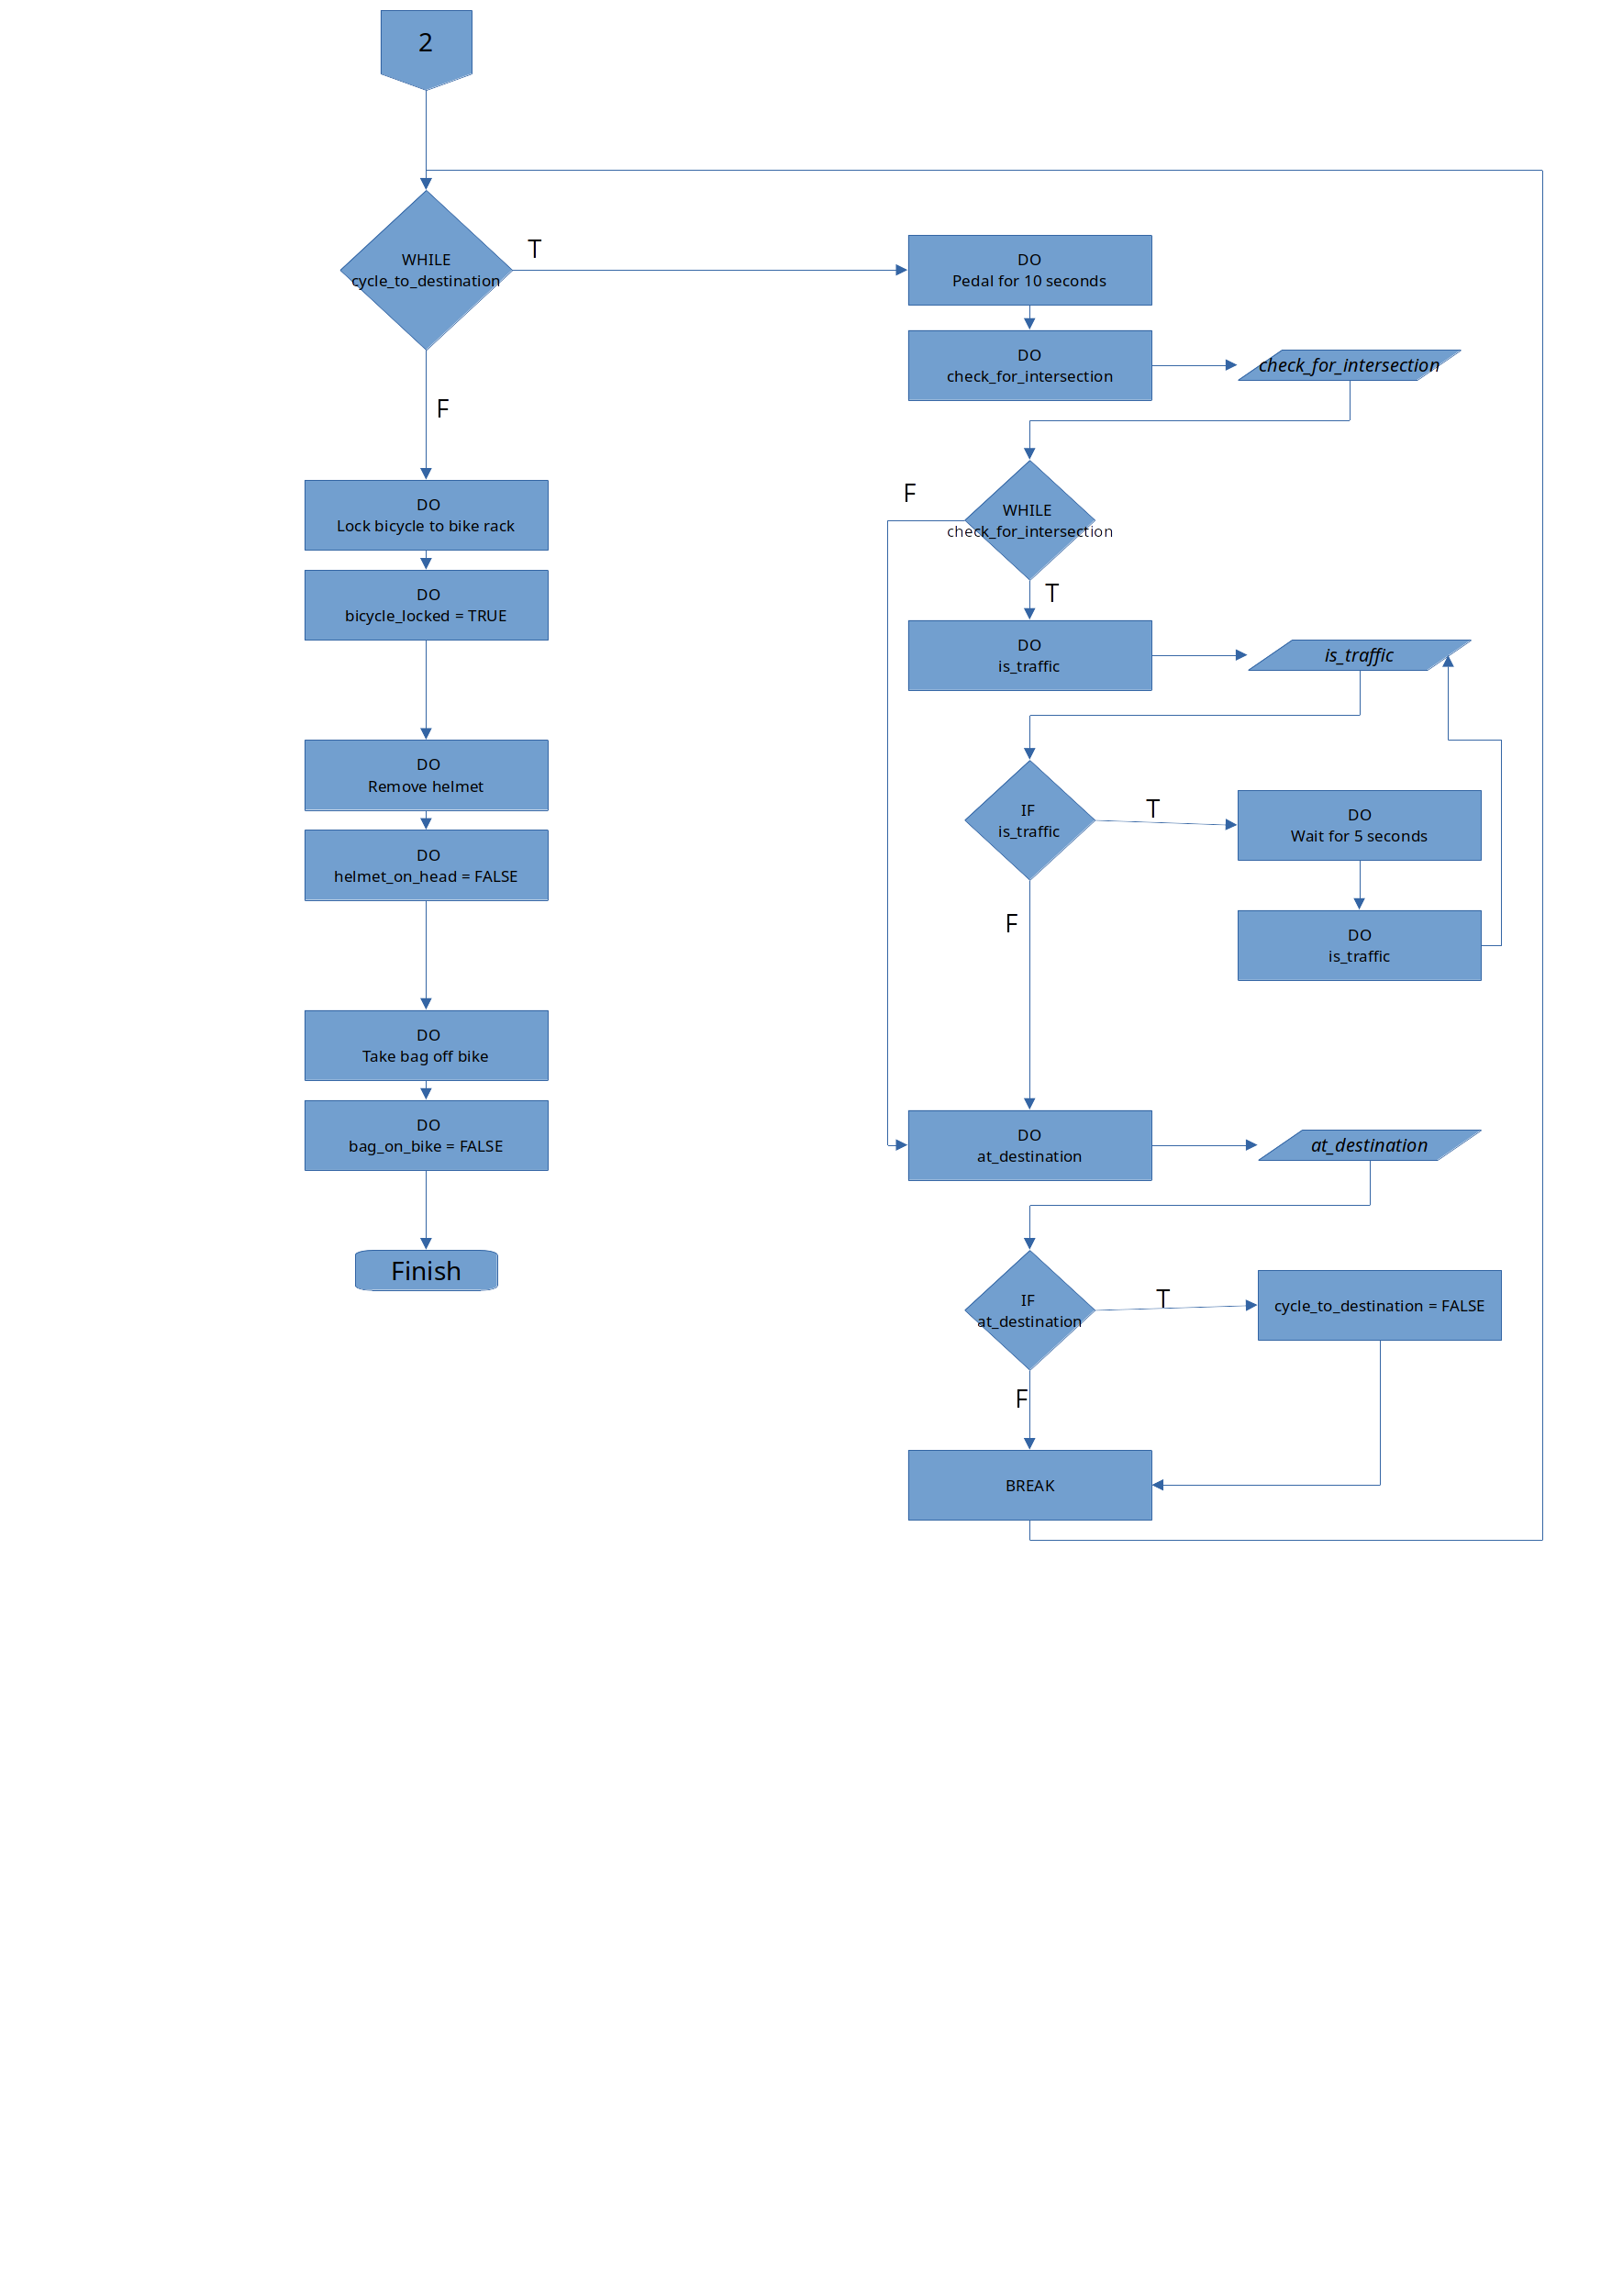 2
WHILE
cycle_to_destination
T
F
DO
Lock bicycle to bike rack
DO
bicycle_locked = TRUE
DO
Remove helmet
DO
helmet_on_head = FALSE
DO
Take bag off bike
DO
bag_on_bike = FALSE
Finish
DO
Pedal for 10 seconds
DO
check_for_intersection
check_for_intersection
WHILE
check_for_intersection
F
T
DO
is_traffic
is_traffic
IF
is_traffic
T
DO
Wait for 5 seconds
DO
is_traffic
F
DO
at_destination
at_destination
IF
at_destination
T
cycle_to_destination = FALSE
F
BREAK